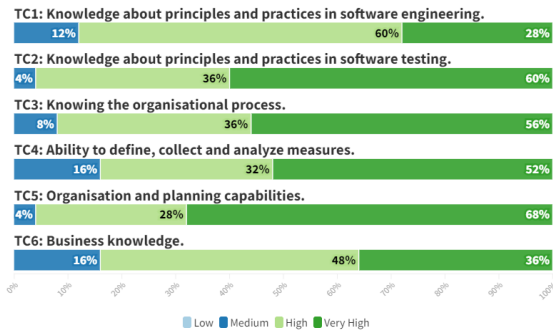 TC1: Knowledge about principles and practices in software engineering.
12% 60% 28%
TC2: Knowledge about principles and practices in software testing.
4% 36% 60%
TC3: Knowing the organisational process.
8% 36% 56%
TC4: Ability to define, collect and analyze measures.
16% 32% 52%
TC5: Organisation and planning capabilities.
4% 28% 68%
TC6: Business knowledge.
16% 48% 36%
0% 10% 20% 30% 40% 50% 60% 70% 80% 90% 100%
Low Medium High Very High